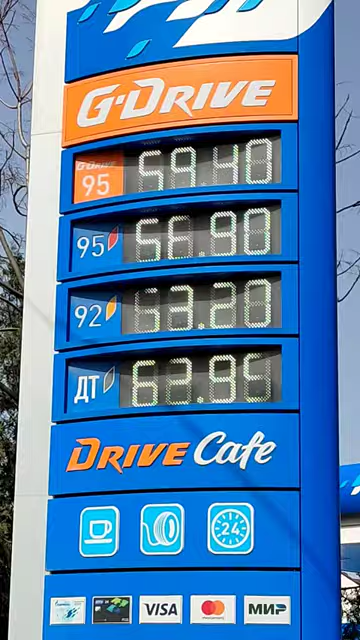 G-DRIVE
G-DRIVE
95 59.40
95 56.90
92 53.20
ДТ 62.95
DRIVE Cafe
24
VISA
mastercard
МИР